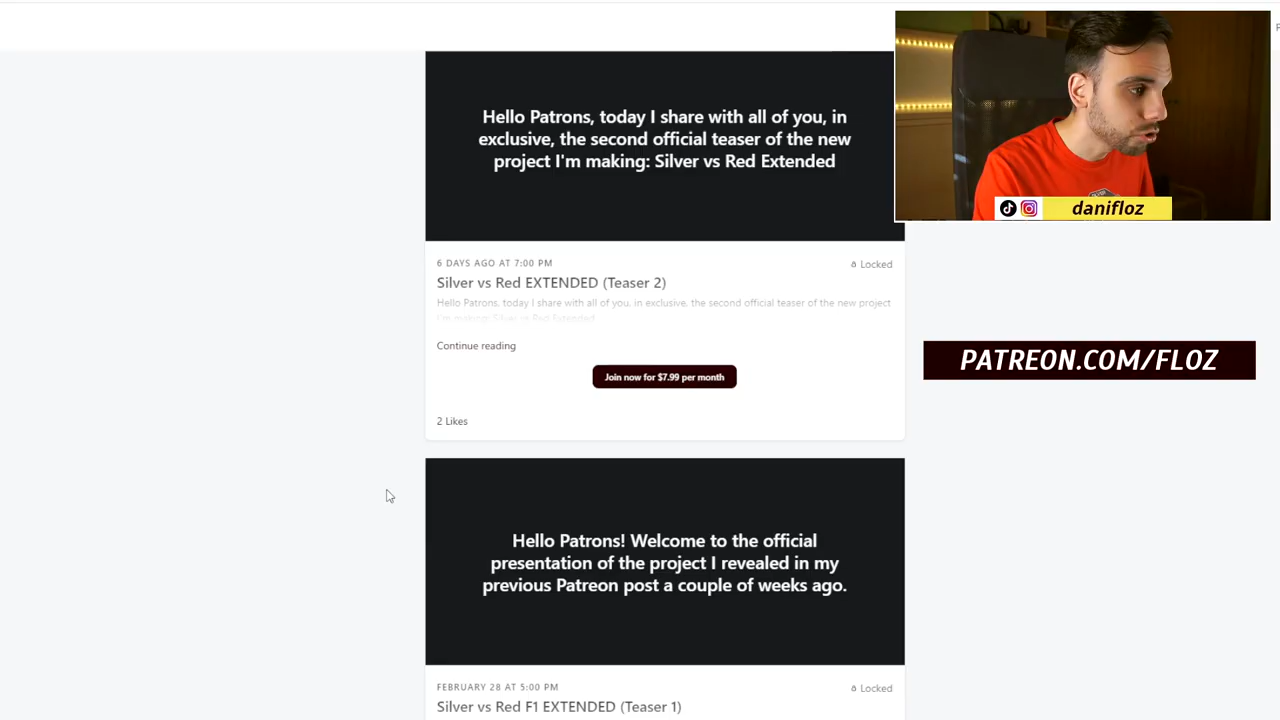 Hello Patrons, today I share with all of you, in
exclusive, the second official teaser of the new
project I'm making: Silver vs Red Extended
danifloz
6 DAYS AGO AT 7:00 PM
Locked
Silver vs Red EXTENDED (Teaser 2)
Hello Patrons, today I share with all of you, in exclusive, the second official teaser of the new project
I'm making: Silver vs Red Extended
Continue reading
Join now for $7.99 per month
2 Likes
PATREON.COM/FLOZ
Hello Patrons! Welcome to the official
presentation of the project I revealed in my
previous Patreon post a couple of weeks ago.
FEBRUARY 28 AT 5:00 PM
Locked
Silver vs Red F1 EXTENDED (Teaser 1)